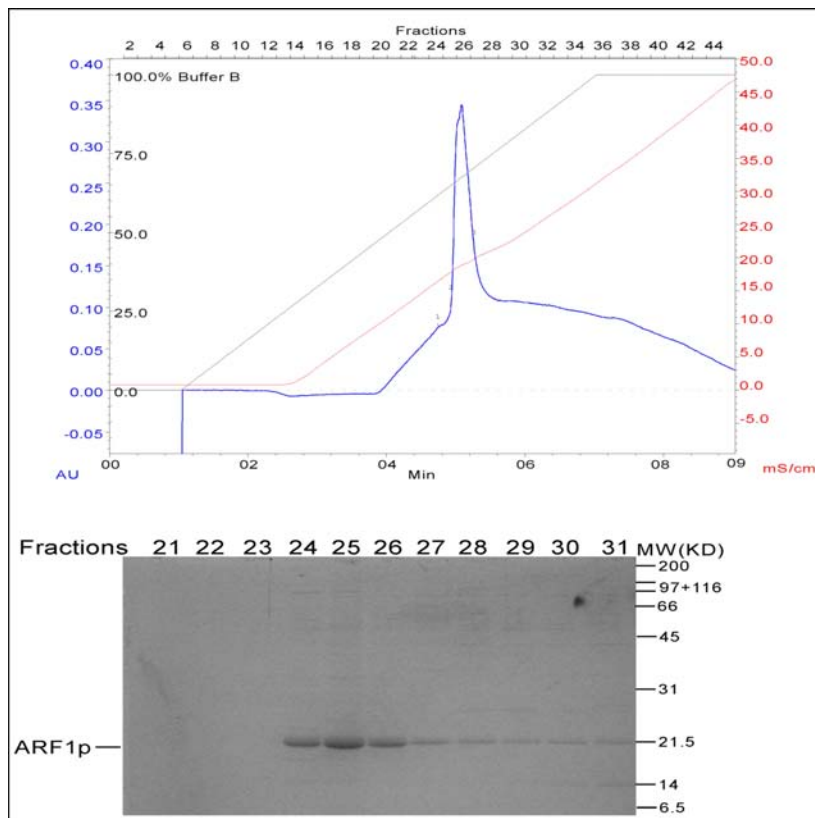 Fractions
2 4 6 8 10 12 14 16 18 20 22 24 26 28 30 32 34 36 38 40 42 44
0.40 100.0% Buffer B 50.0
45.0
0.35 40.0
0.30 75.0 35.0
0.25 30.0
0.20 50.0 25.0
0.15 20.0
15.0
0.10 25.0 10.0
0.05 5.0
0.00 0.0 0.0
-0.05 -5.0
00 02 04 06 08 09
AU Min mS/cm
Fractions 21 22 23 24 25 26 27 28 29 30 31 MW(KD)
200
97+116
66
45
31
ARF1p 21.5
14
6.5